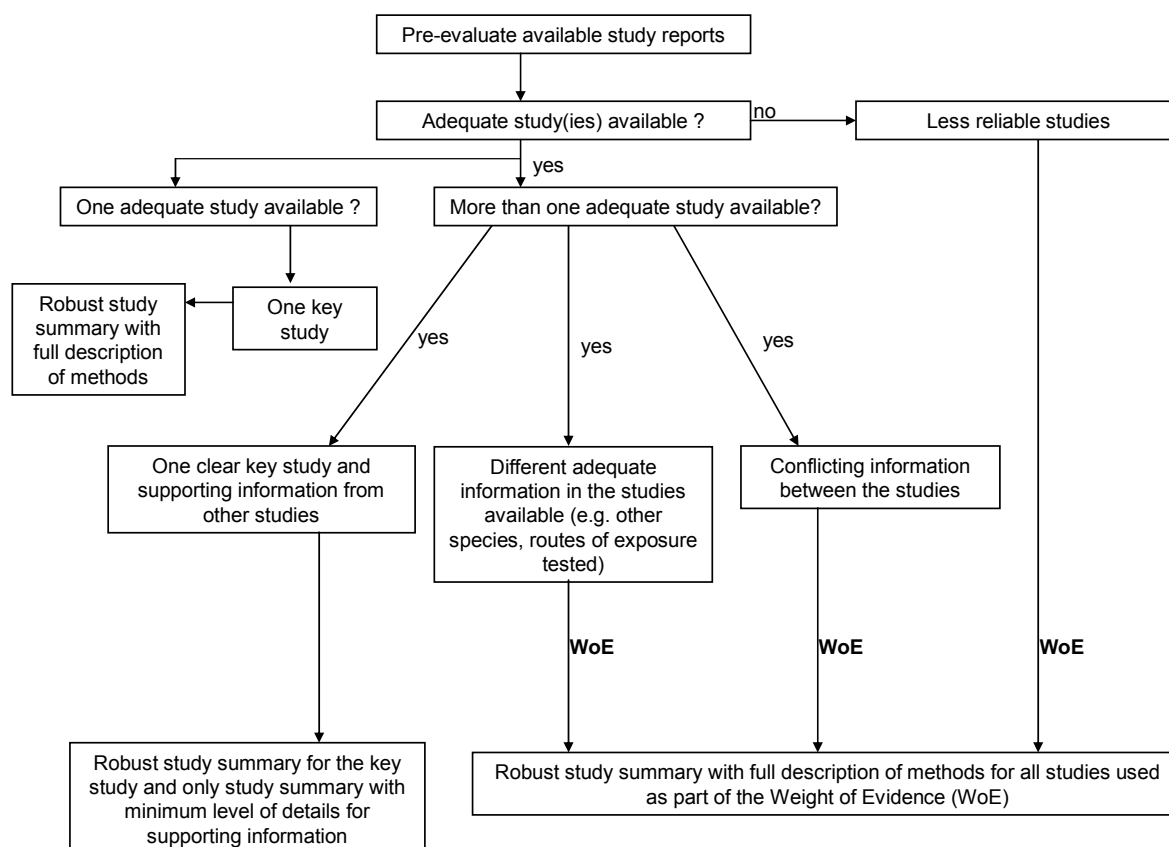 Pre-evaluate available study reports
Adequate study(ies) available ?
no
Less reliable studies
yes
One adequate study available ?
More than one adequate study available?
Robust study
summary with
full description
of methods
One key
study
yes
yes
yes
One clear key study and
supporting information from
other studies
Different adequate
information in the studies
available (e.g. other
species, routes of exposure
tested)
Conflicting information
between the studies
WoE
WoE
WoE
Robust study summary for the key
study and only study summary with
minimum level of details for
supporting information
Robust study summary with full description of methods for all studies used
as part of the Weight of Evidence (WoE)